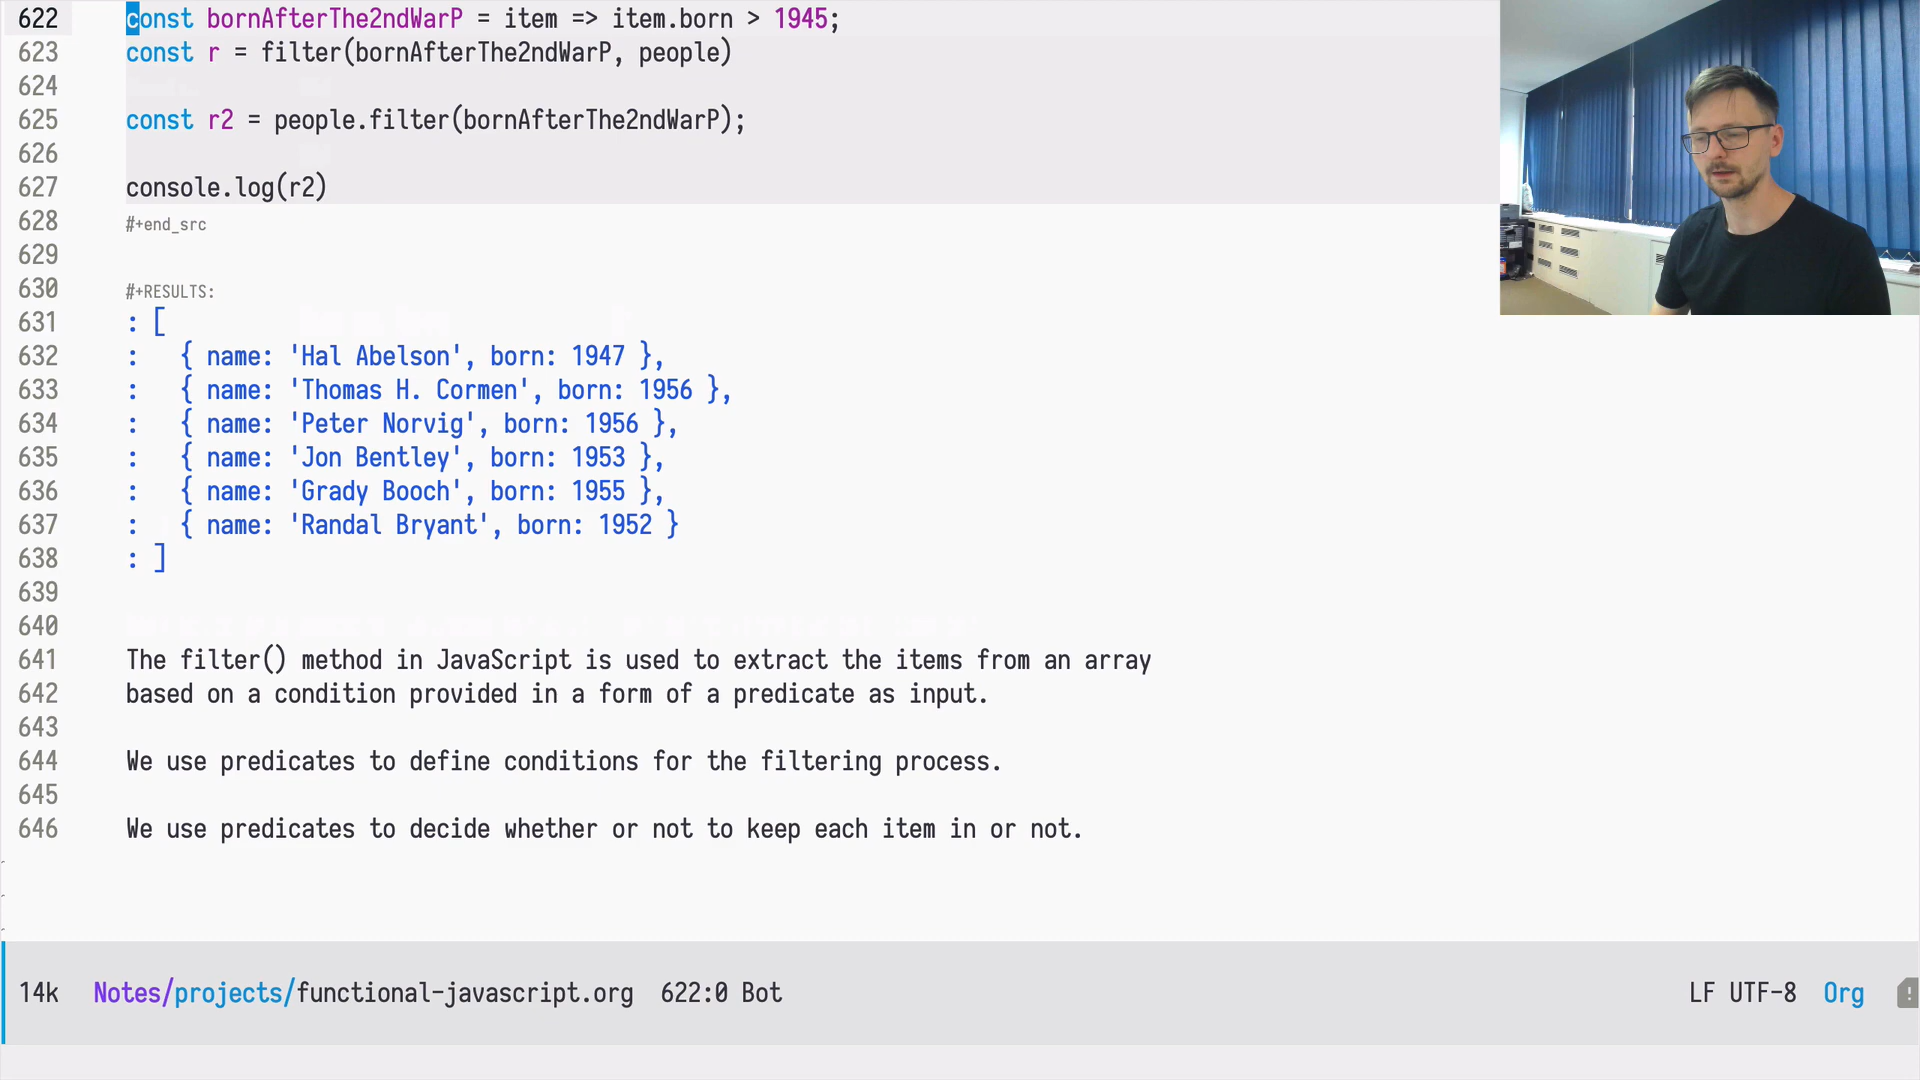 622 const bornAfterThe2ndWarP = item => item.born > 1945;
623 const r = filter(bornAfterThe2ndWarP, people)
624
625 const r2 = people.filter(bornAfterThe2ndWarP);
626
627 console.log(r2)
628 #+end_src
629
630 #+RESULTS:
631 : [
632 :   { name: 'Hal Abelson', born: 1947 },
633 :   { name: 'Thomas H. Cormen', born: 1956 },
634 :   { name: 'Peter Norvig', born: 1956 },
635 :   { name: 'Jon Bentley', born: 1953 },
636 :   { name: 'Grady Booch', born: 1955 },
637 :   { name: 'Randal Bryant', born: 1952 }
638 : ]
639
640
641 The filter() method in JavaScript is used to extract the items from an array
642 based on a condition provided in a form of a predicate as input.
643
644 We use predicates to define conditions for the filtering process.
645
646 We use predicates to decide whether or not to keep each item in or not.
14k Notes/projects/functional-javascript.org 622:0 Bot LF UTF-8 Org !